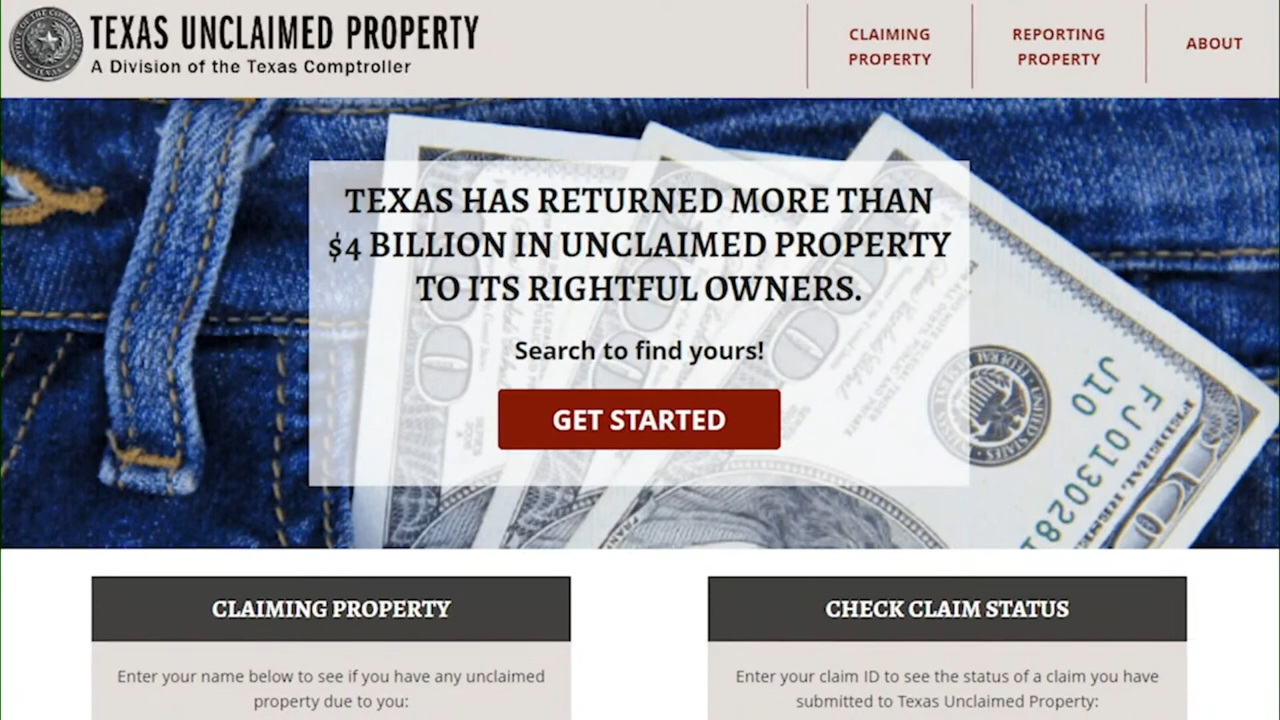 TEXAS UNCLAIMED PROPERTY
A Division of the Texas Comptroller
CLAIMING
PROPERTY
REPORTING
PROPERTY
ABOUT
TEXAS HAS RETURNED MORE THAN
$4 BILLION IN UNCLAIMED PROPERTY
TO ITS RIGHTFUL OWNERS.
Search to find yours!
GET STARTED
J10
FJ0130281
CLAIMING PROPERTY
Enter your name below to see if you have any unclaimed
property due to you:
CHECK CLAIM STATUS
Enter your claim ID to see the status of a claim you have
submitted to Texas Unclaimed Property: